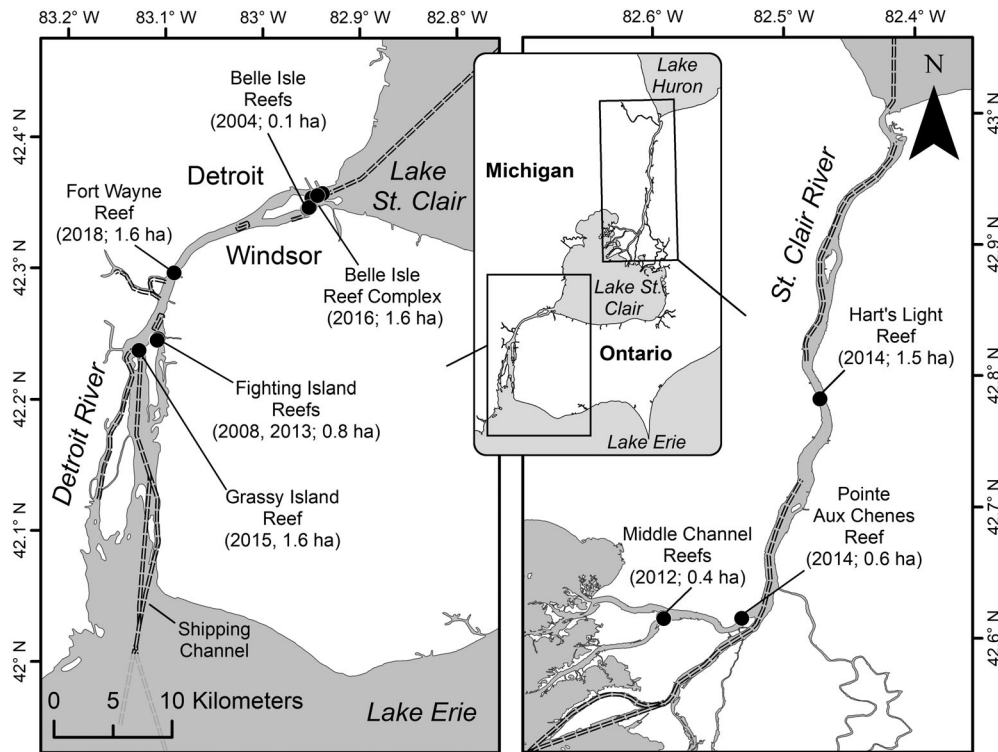 83.2° W
83.1° W
83° W
82.9° W
82.8° W
82.6° W
82.5° W
82.4° W
42.4° N
42.3° N
42.2° N
42.1° N
42° N
Belle Isle
Reefs
(2004; 0.1 ha)
Detroit
Lake
St. Clair
Fort Wayne
Reef
(2018; 1.6 ha)
Windsor
Belle Isle
Reef Complex
(2016; 1.6 ha)
Detroit River
Fighting Island
Reefs
(2008, 2013; 0.8 ha)
Grassy Island
Reef
(2015, 1.6 ha)
Shipping
Channel
0 5 10 Kilometers
Lake Erie
Lake
Huron
Michigan
Lake St.
Clair
Ontario
Lake Erie
N
43° N
42.9° N
42.8° N
42.7° N
42.6° N
St. Clair River
Hart's Light
Reef
(2014; 1.5 ha)
Pointe
Aux Chenes
Reef
(2014; 0.6 ha)
Middle Channel
Reefs
(2012; 0.4 ha)